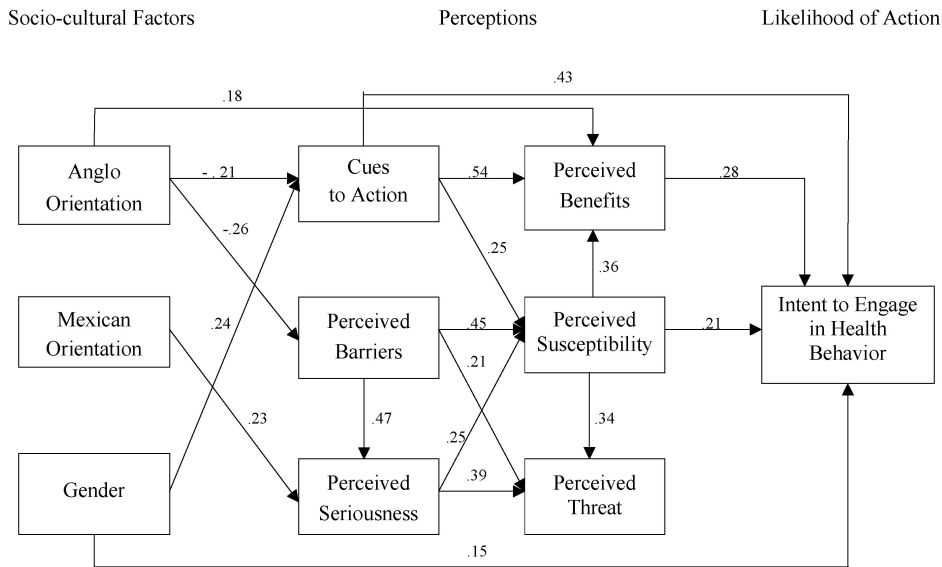 Socio-cultural Factors
Perceptions
Likelihood of Action
.43
.18
Anglo
Orientation
- . 21
Cues
to Action
.54
Perceived
Benefits
.28
-.26
.25
.36
Mexican
Orientation
.24
Perceived
Barriers
.45
.21
Perceived
Susceptibility
.21
Intent to Engage
in Health
Behavior
.23
.47
.25
.34
Gender
Perceived
Seriousness
.39
Perceived
Threat
.15